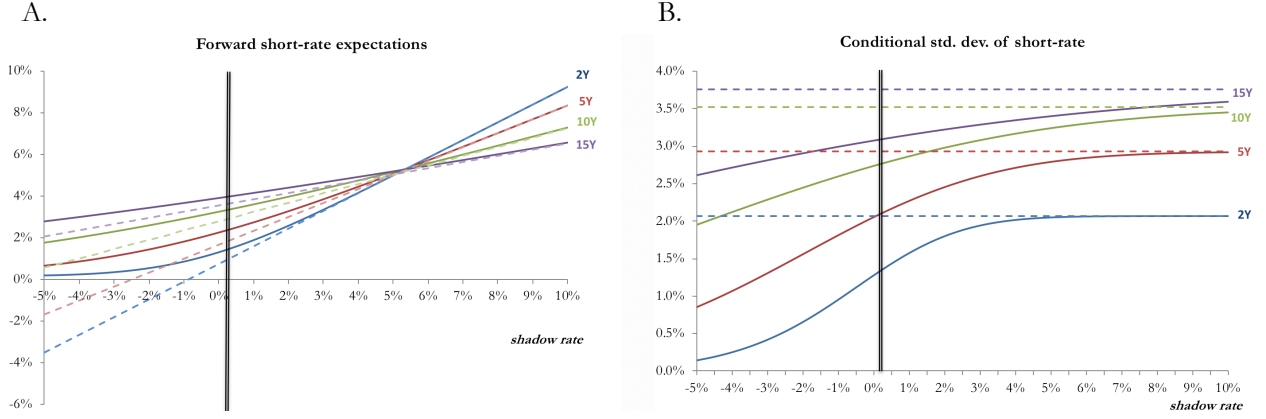 A.
Forward short-rate expectations
10%
8%
6%
4%
2%
0%
-2%
-4%
-6%
-5% -4% -3% -2% -1% 0% 1% 2% 3% 4% 5% 6% 7% 8% 9% 10%
2Y
5Y
10Y
15Y
shadow rate
B.
Conditional std. dev. of short-rate
4.0%
3.5%
3.0%
2.5%
2.0%
1.5%
1.0%
0.5%
0.0%
-5% -4% -3% -2% -1% 0% 1% 2% 3% 4% 5% 6% 7% 8% 9% 10%
15Y
10Y
5Y
2Y
shadow rate